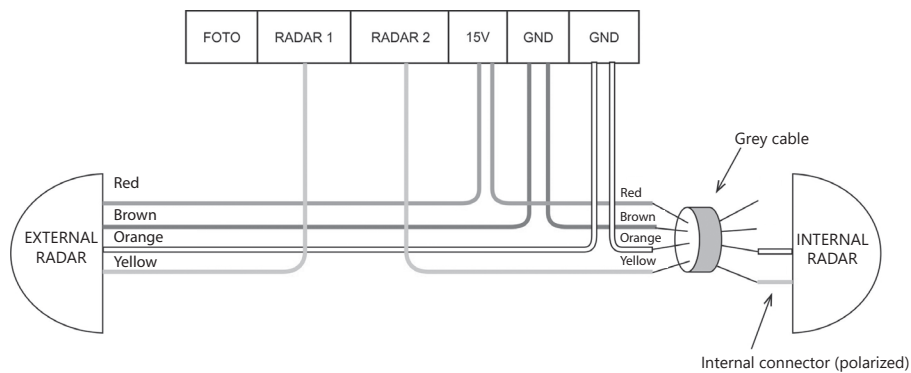 FOTO RADAR 1 RADAR 2 15V GND GND
Grey cable
Red Red
Brown Brown
EXTERNAL
RADAR
Orange Orange
INTERNAL
RADAR
Yellow Yellow
Internal connector (polarized)